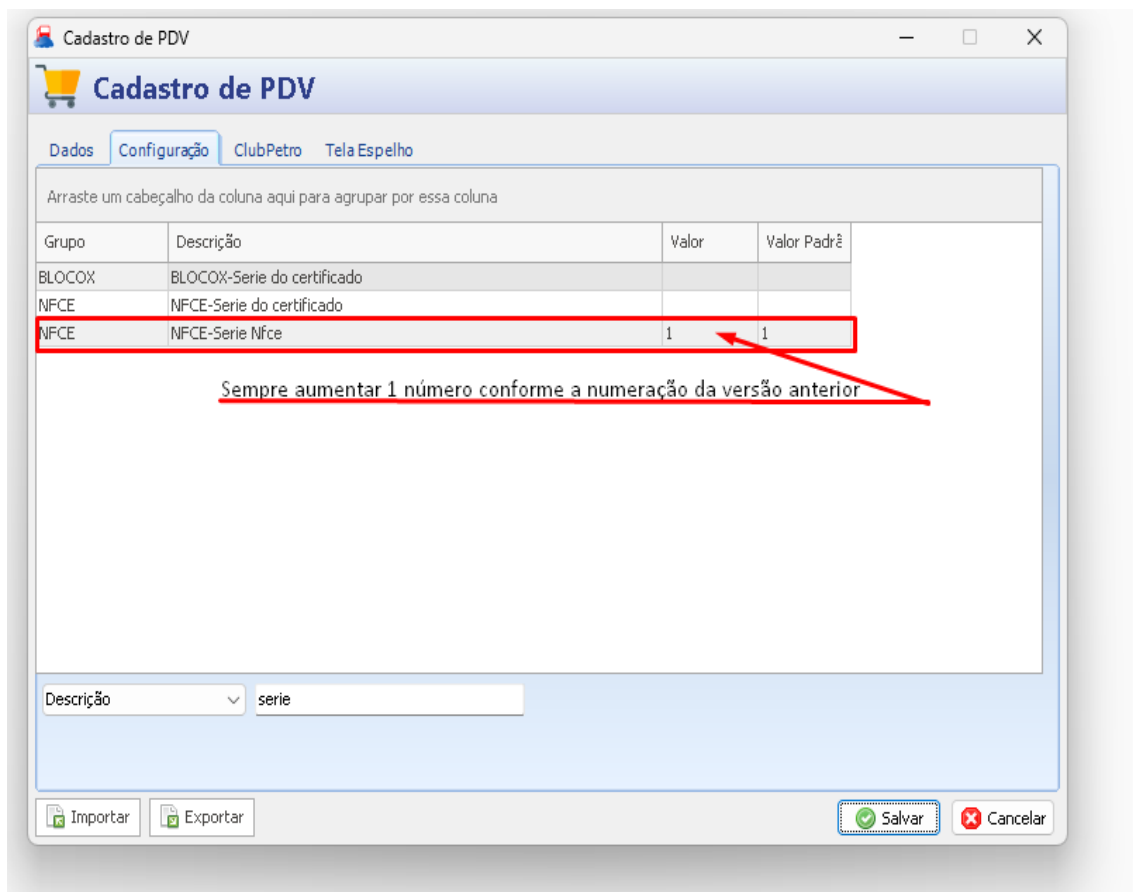 Cadastro de PDV
Cadastro de PDV
Dados Configuração ClubPetro Tela Espelho
Arraste um cabeçalho da coluna aqui para agrupar por essa coluna
Grupo Descrição Valor Valor Padrã
BLOCOX BLOCOX-Serie do certificado
NFCE NFCE-Serie do certificado
NFCE NFCE-Serie Nfce 1 1
Sempre aumentar 1 número conforme a numeração da versão anterior
Descrição serie
Importar Exportar Salvar Cancelar